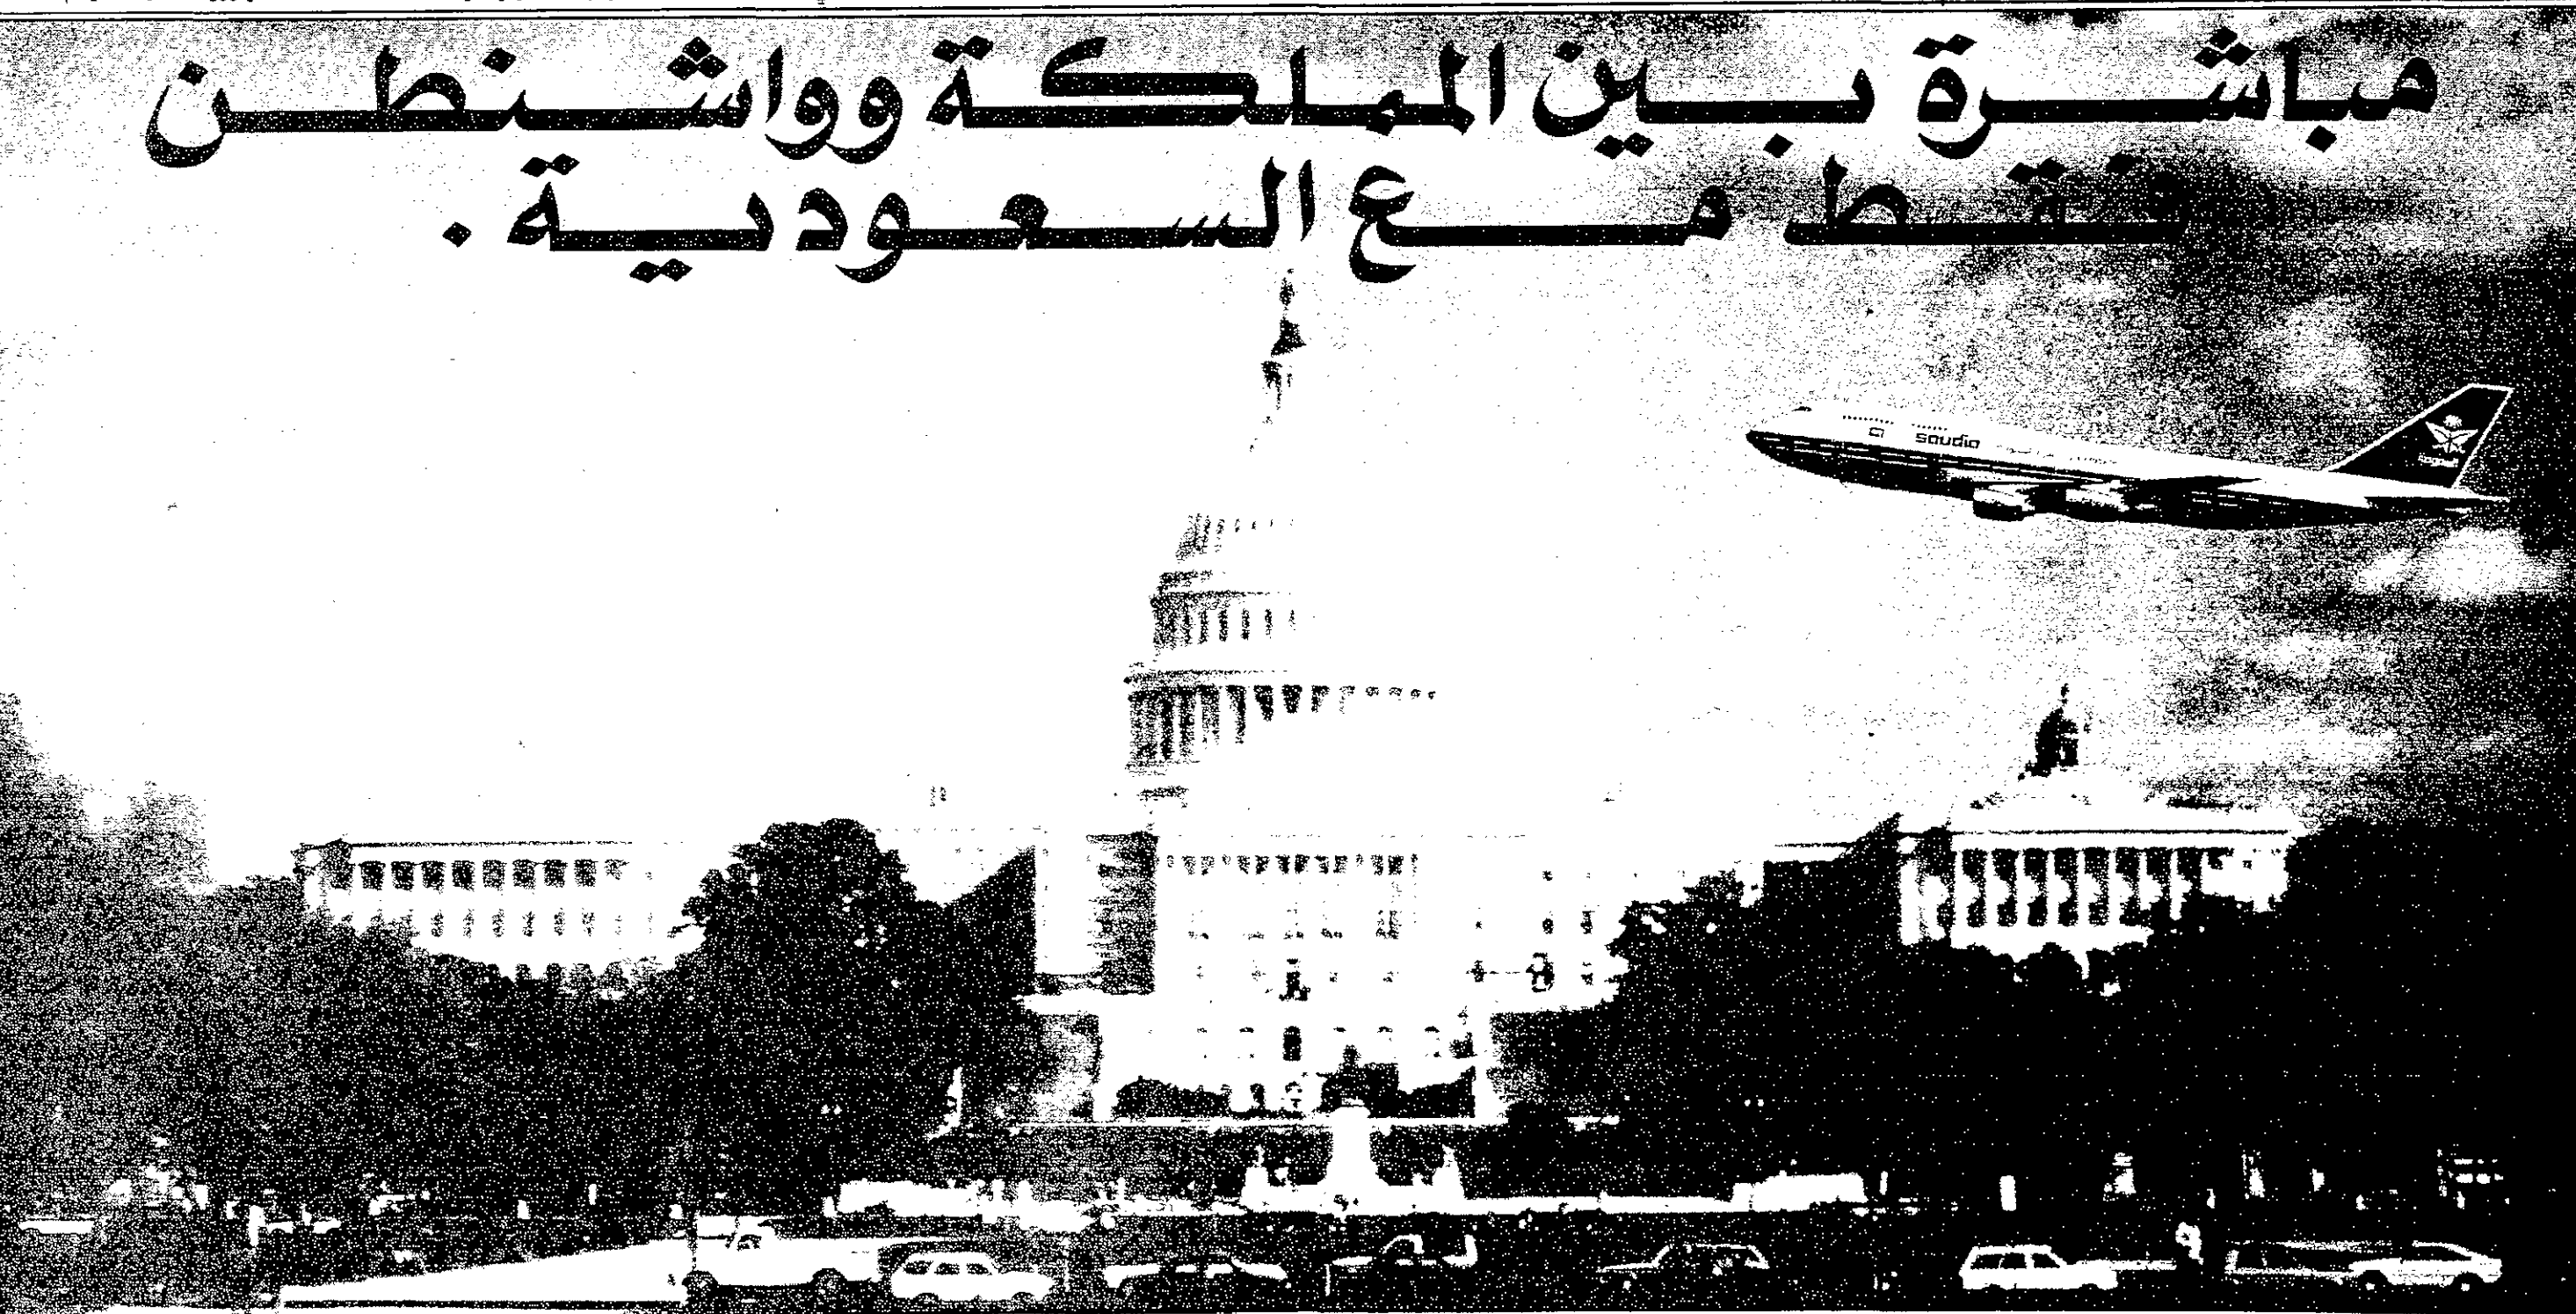 مباشرة بين المملكة وواشنطن
فقط مع السعودية .
saudia